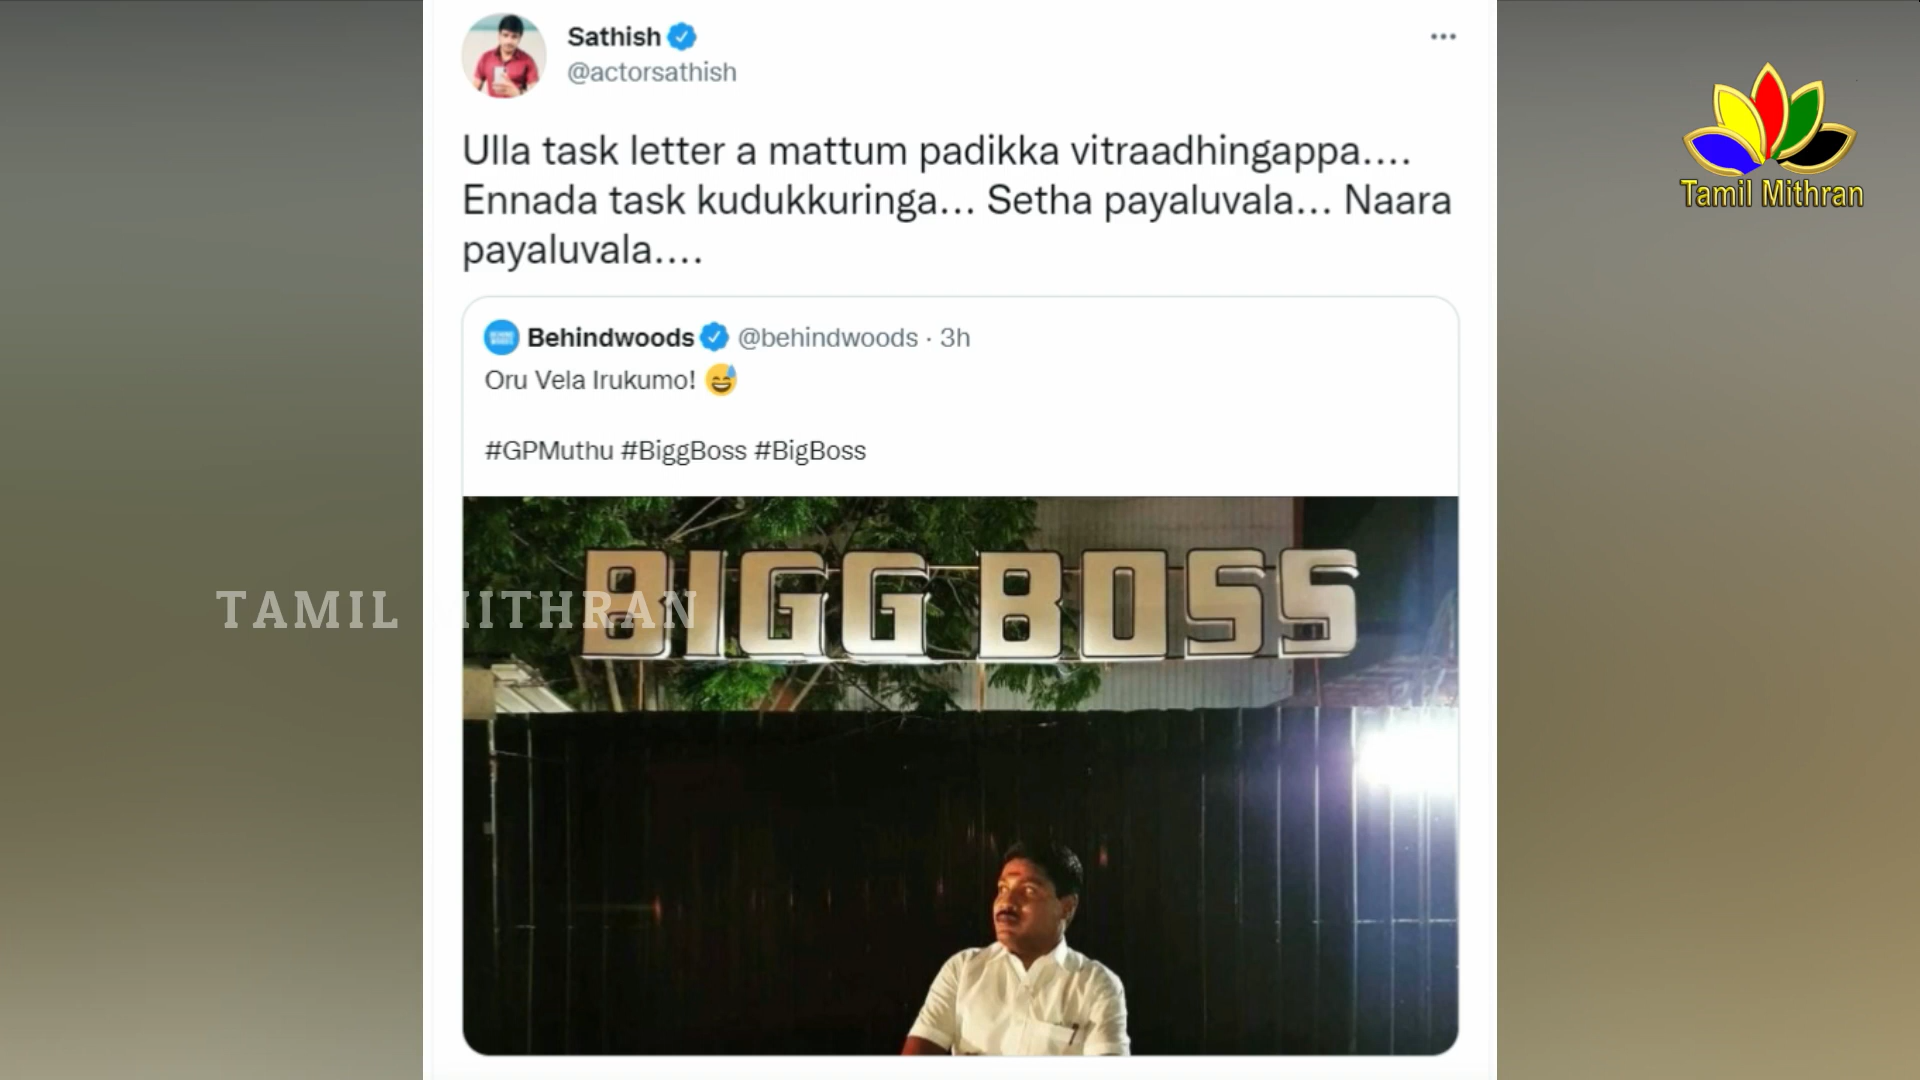 Sathish
@actorsathish
Ulla task letter a mattum padikka vitraadhingappa....
Ennada task kudukkuringa... Setha payaluvala... Naara
payaluvala....
Behindwoods @behindwoods · 3h
Oru Vela Irukumo! 😅
#GPMuthu #BiggBoss #BigBoss
BIGG BOSS
TAMIL MITHRAN
Tamil Mithran